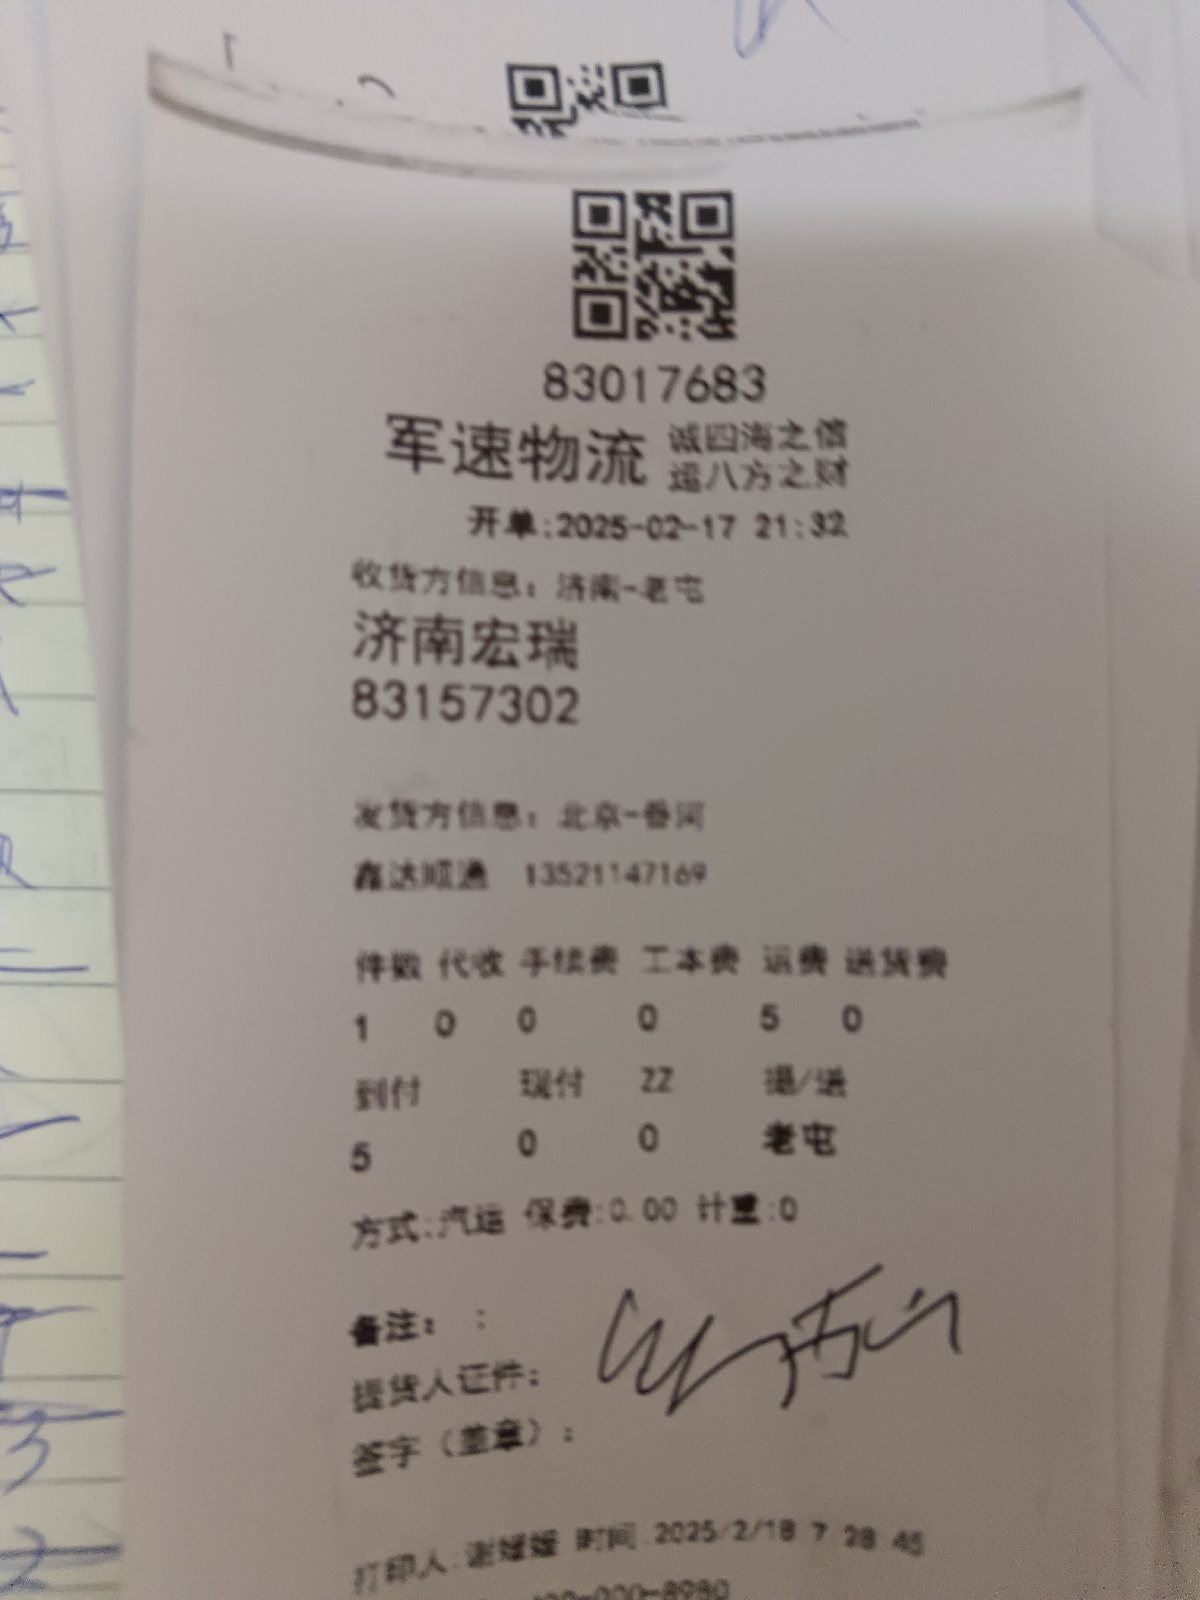 83017683
军速物流 诚四海之信
运八方之财
开单:2025-02-17 21:32
收货方信息: 济南-老屯
济南宏瑞
83157302
发货方信息: 北京-香河
鑫达顺通 13521147169
件数 代收 手续费 工本费 运费 送货费
1 0 0 0 5 0
到付 现付 ZZ 提/送
5 0 0 老屯
方式:汽运 保费:0.00 计重:0
备注: :
提货人证件:
签字(盖章):
打印人:谢媛媛 时间:2025/2/18 7:28:45
-000-8980